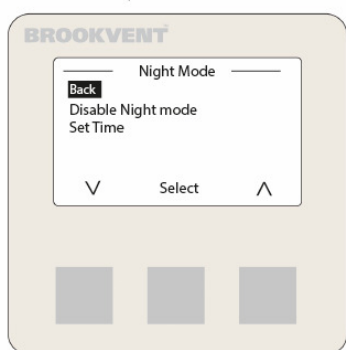 BROOKVENT
Night Mode
Back
Disable Night mode
Set Time
Select